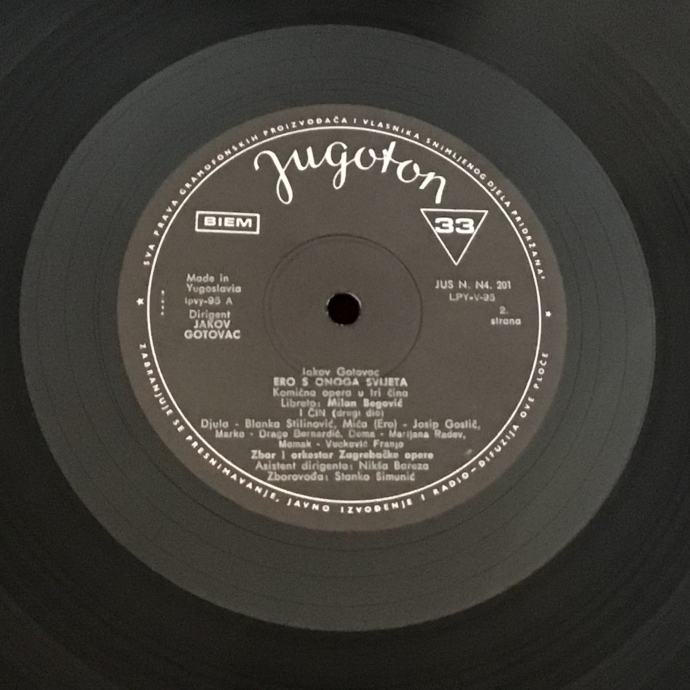 SVA PRAVA GRAMOFONSKIH PROIZVOĐAČA I VLASNIKA SNIMLJENOG DJELA PRIDRŽANA!
Jugoton
BIEM
33
Made in
Yugoslavia
lpvy-95 A
Dirigent
JAKOV
GOTOVAC
JUS N. N4. 201
LPY-V-95
2.
strana
Jakov Gotovac
ERO S ONOGA SVIJETA
Komična opera u tri čina
Libreto: Milan Begović
I ČIN (drugi dio)
Djula - Blanka Stilinović, Mića (Ero) - Josip Gostič,
Marko - Drago Bernardić, Doma - Marijana Radev,
Momak - Vucković Franjo
Zbor i orkestar Zagrebačke opere
Asistent dirigenta: Nikša Bareza
Zborovođa: Stanko Šimunić
ZABRANJUJE SE PRESNIMAVANJE, JAVNO IZVOĐENJE I RADIO-DIFUZIJA OVE PLOČE